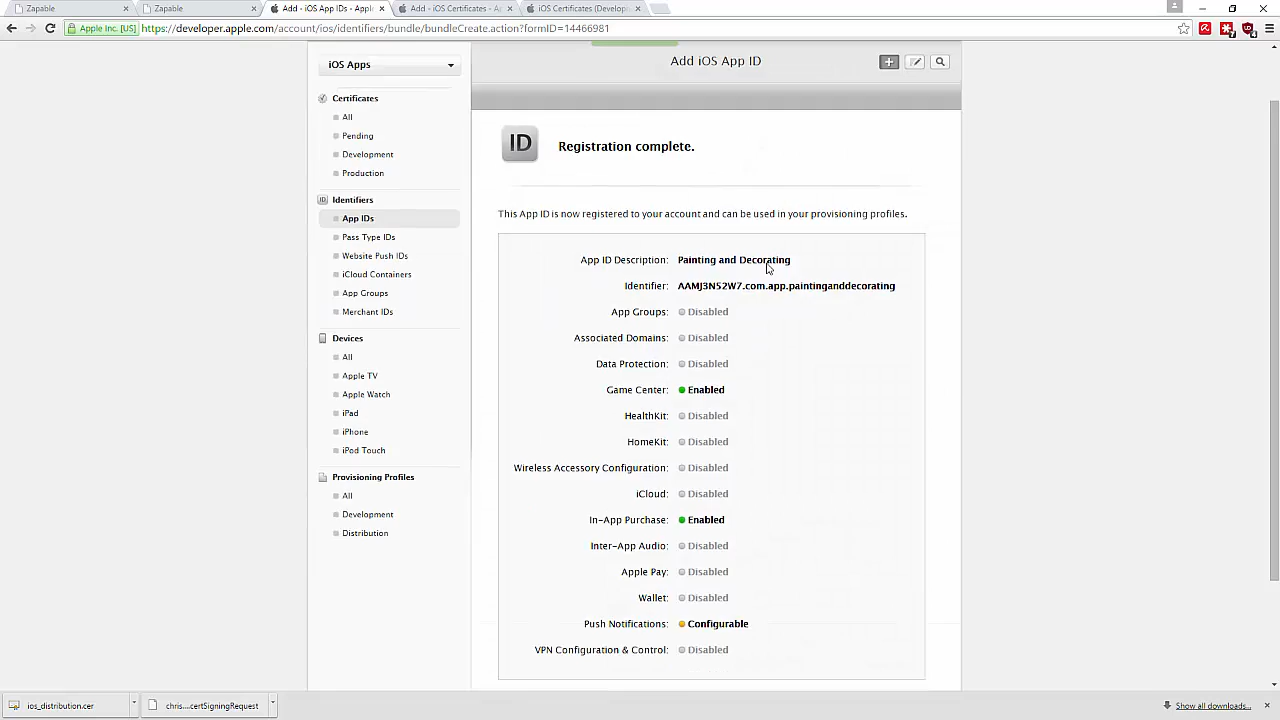 Zapable
Zapable
Add - iOS App IDs - Apple
Add - iOS Certificates - Ap
iOS Certificates (Develop
Apple Inc. [US]
https://developer.apple.com/account/ios/identifiers/bundle/bundleCreate.action?formID=14466981
iOS Apps
Add iOS App ID
Certificates
All
Pending
Development
Production
Identifiers
App IDs
Pass Type IDs
Website Push IDs
iCloud Containers
App Groups
Merchant IDs
Devices
All
Apple TV
Apple Watch
iPad
iPhone
iPod Touch
Provisioning Profiles
All
Development
Distribution
ID Registration complete.
This App ID is now registered to your account and can be used in your provisioning profiles.
App ID Description: Painting and Decorating
Identifier: AAMJ3N52W7.com.app.paintinganddecorating
App Groups: Disabled
Associated Domains: Disabled
Data Protection: Disabled
Game Center: Enabled
HealthKit: Disabled
HomeKit: Disabled
Wireless Accessory Configuration: Disabled
iCloud: Disabled
In-App Purchase: Enabled
Inter-App Audio: Disabled
Apple Pay: Disabled
Wallet: Disabled
Push Notifications: Configurable
VPN Configuration & Control: Disabled
ios_distribution.cer
chris....certSigningRequest
Show all downloads...